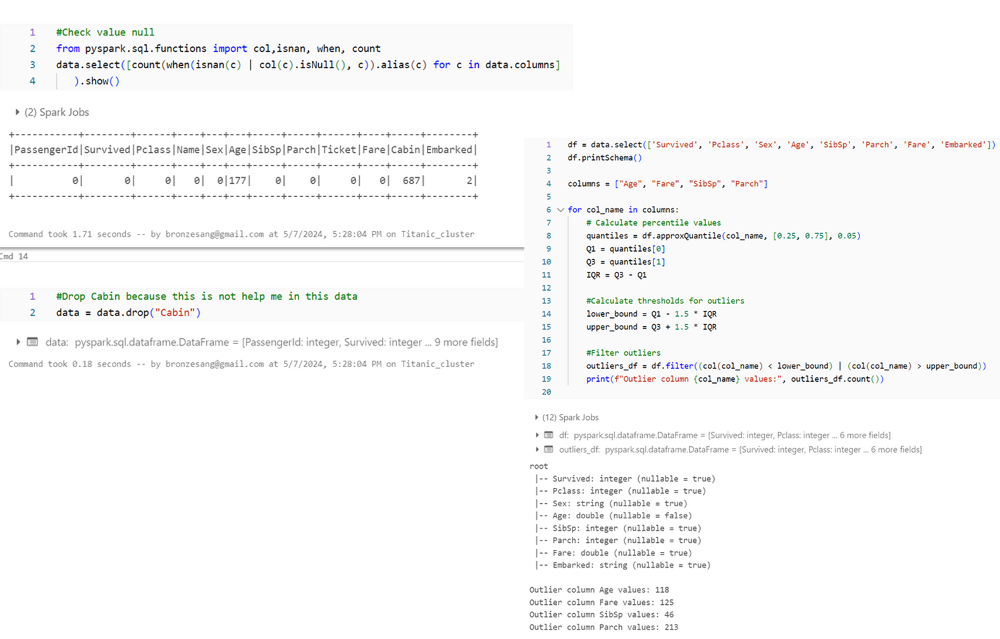 1 #Check value null
2 from pyspark.sql.functions import col,isnan, when, count
3 data.select([count(when(isnan(c) | col(c).isNull(), c)).alias(c) for c in data.columns]
4 ).show()
(2) Spark Jobs
+-----------+--------+------+----+---+---+-----+-----+------+----+-----+--------+
|PassengerId|Survived|Pclass|Name|Sex|Age|SibSp|Parch|Ticket|Fare|Cabin|Embarked|
+-----------+--------+------+----+---+---+-----+-----+------+----+-----+--------+
|          0|       0|     0|   0|  0|177|    0|    0|     0|   0|  687|       2|
+-----------+--------+------+----+---+---+-----+-----+------+----+-----+--------+
Command took 1.71 seconds -- by bronzesang@gmail.com at 5/7/2024, 5:28:04 PM on Titanic_cluster
Cmd 14
1 #Drop Cabin because this is not help me in this data
2 data = data.drop("Cabin")
data: pyspark.sql.dataframe.DataFrame = [PassengerId: integer, Survived: integer ... 9 more fields]
Command took 0.18 seconds -- by bronzesang@gmail.com at 5/7/2024, 5:28:04 PM on Titanic_cluster
1 df = data.select(['Survived', 'Pclass', 'Sex', 'Age', 'SibSp', 'Parch', 'Fare', 'Embarked'])
2 df.printSchema()
3
4 columns = ["Age", "Fare", "SibSp", "Parch"]
5
6 for col_name in columns:
7 # Calculate percentile values
8 quantiles = df.approxQuantile(col_name, [0.25, 0.75], 0.05)
9 Q1 = quantiles[0]
10 Q3 = quantiles[1]
11 IQR = Q3 - Q1
12
13 #Calculate thresholds for outliers
14 lower_bound = Q1 - 1.5 * IQR
15 upper_bound = Q3 + 1.5 * IQR
16
17 #Filter outliers
18 outliers_df = df.filter((col(col_name) < lower_bound) | (col(col_name) > upper_bound))
19 print(f"Outlier column {col_name} values:", outliers_df.count())
20
(12) Spark Jobs
df: pyspark.sql.dataframe.DataFrame = [Survived: integer, Pclass: integer ... 6 more fields]
outliers_df: pyspark.sql.dataframe.DataFrame = [Survived: integer, Pclass: integer ... 6 more fields]
root
|-- Survived: integer (nullable = true)
|-- Pclass: integer (nullable = true)
|-- Sex: string (nullable = true)
|-- Age: double (nullable = false)
|-- SibSp: integer (nullable = true)
|-- Parch: integer (nullable = true)
|-- Fare: double (nullable = true)
|-- Embarked: string (nullable = true)
Outlier column Age values: 118
Outlier column Fare values: 125
Outlier column SibSp values: 46
Outlier column Parch values: 213